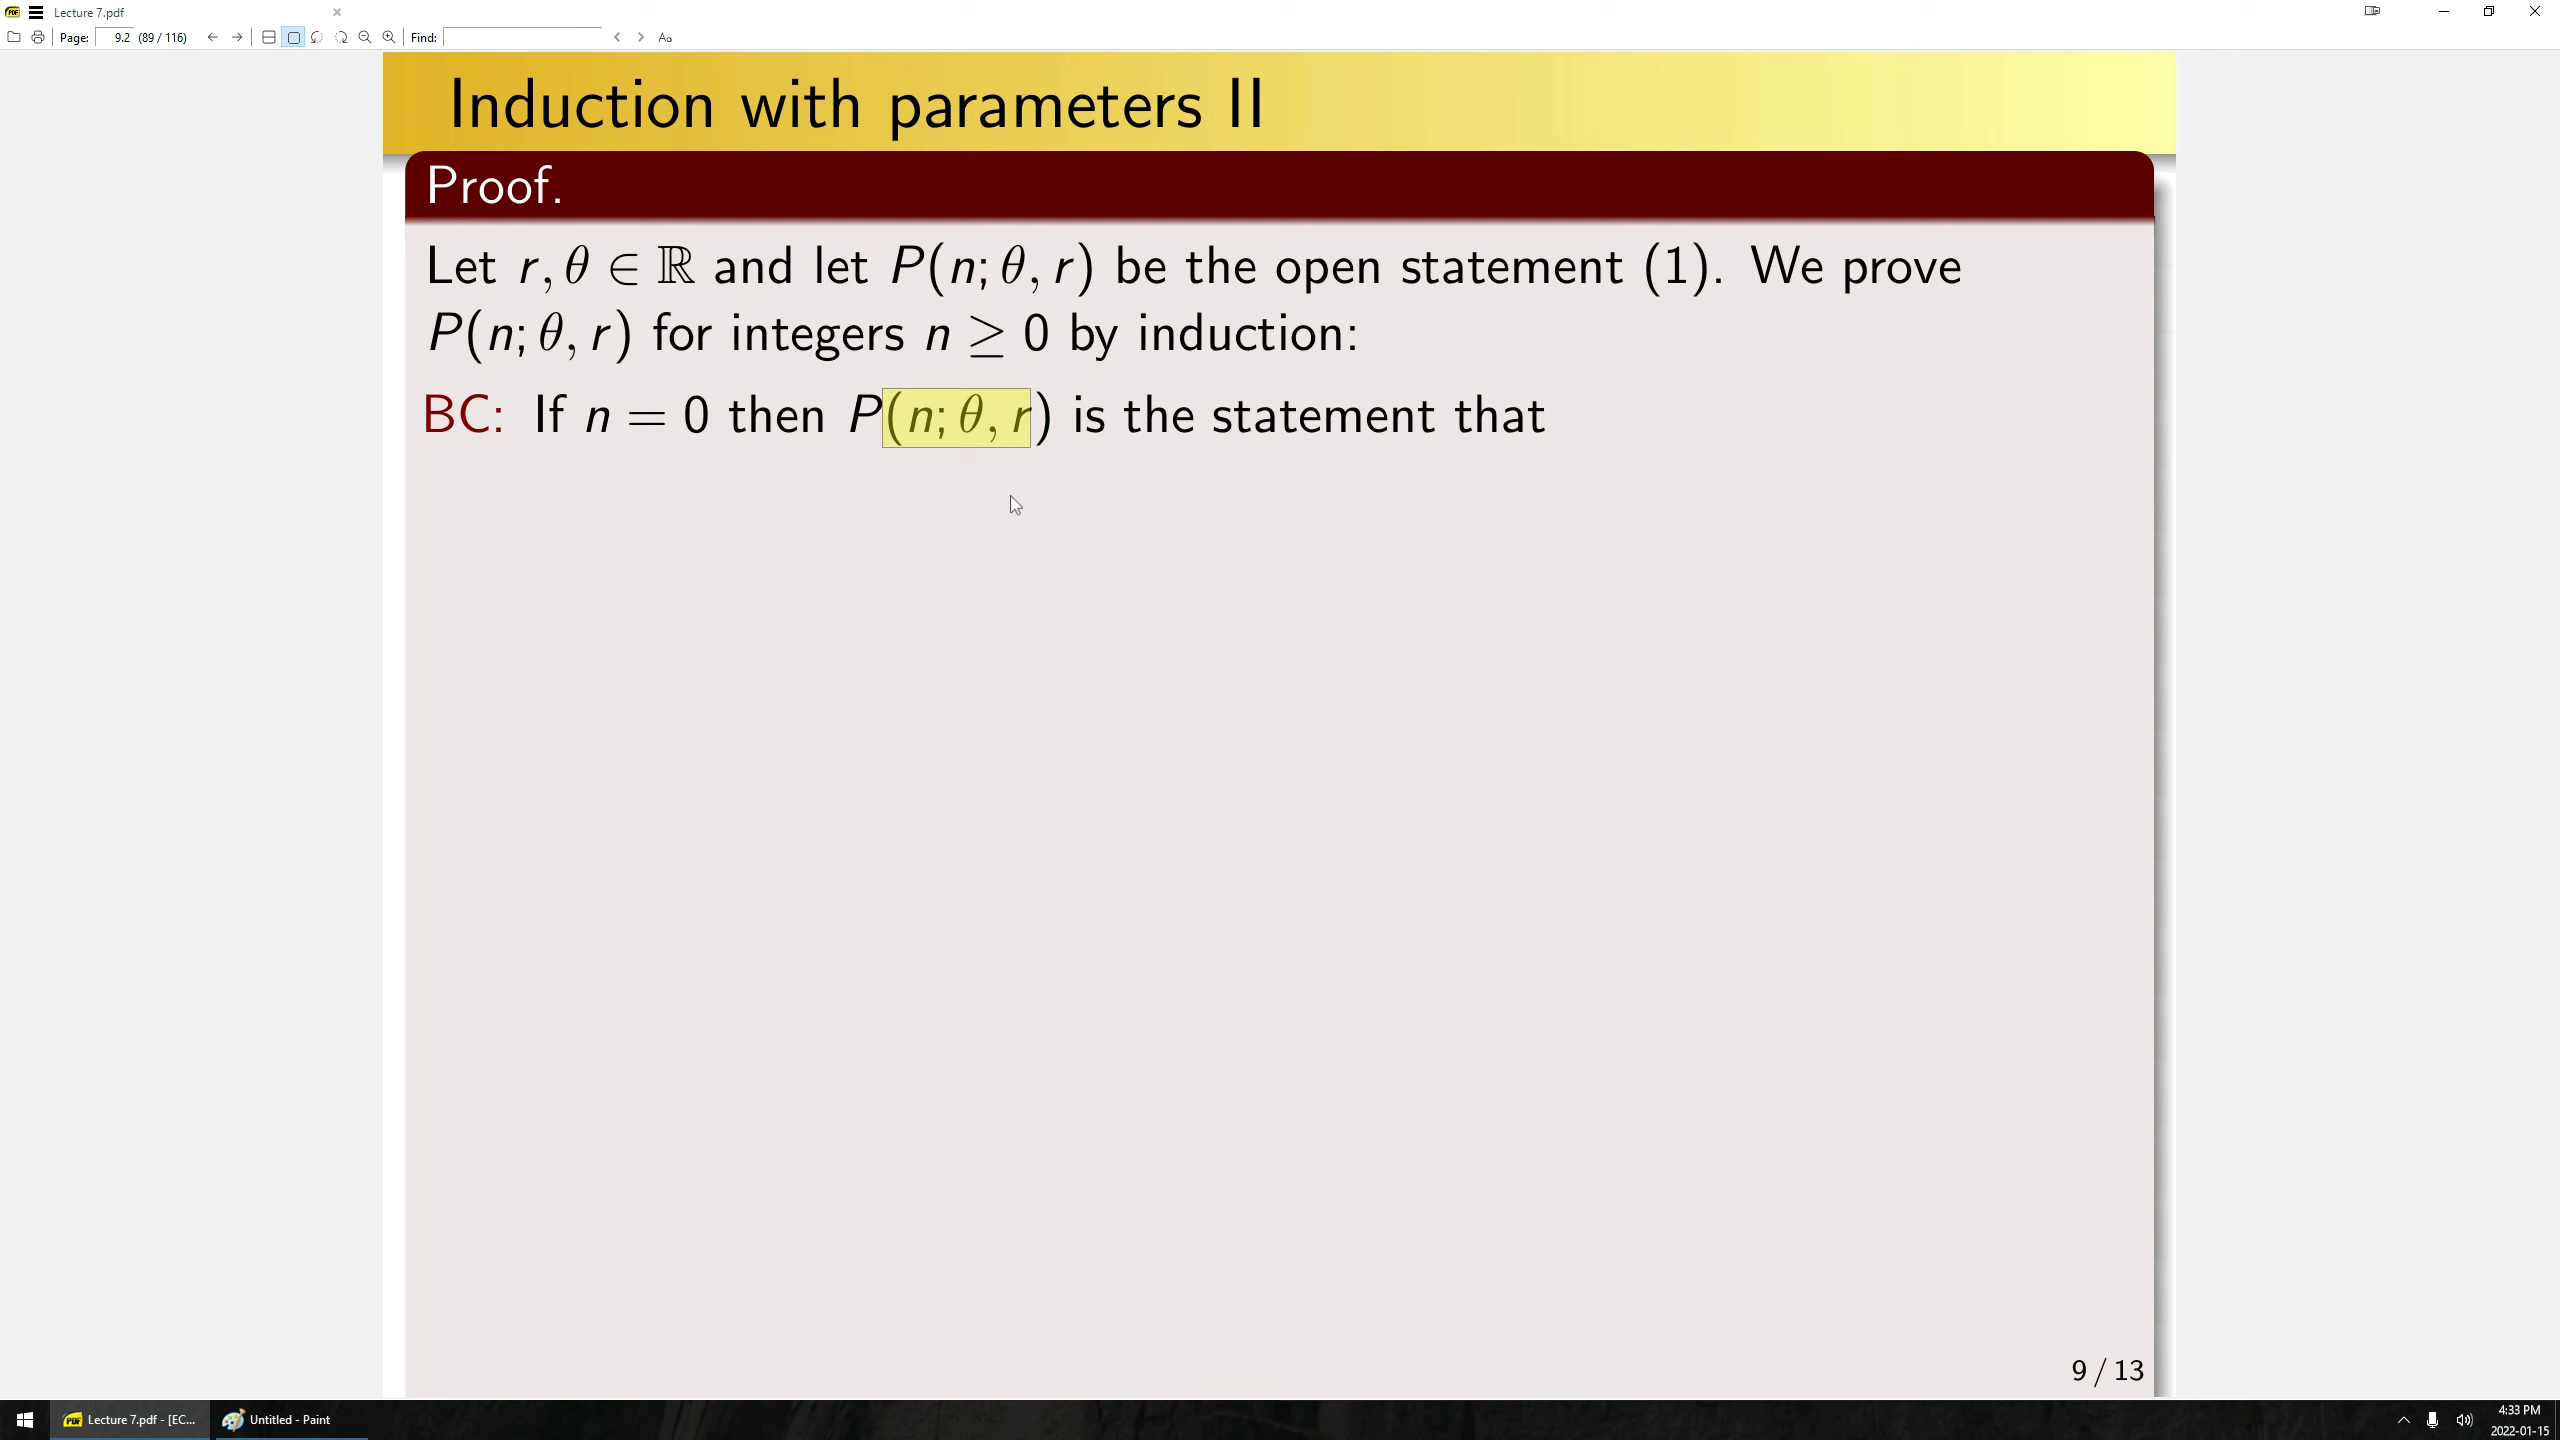 Lecture 7.pdf
Page: 9.2 (89 / 116) Find: Aa
Induction with parameters II
Proof.
Let r, θ ∈ ℝ and let P(n; θ, r) be the open statement (1). We prove
P(n; θ, r) for integers n ≥ 0 by induction:
BC: If n = 0 then P(n; θ, r) is the statement that
9 / 13
Lecture 7.pdf - [EC... Untitled - Paint
4:33 PM
2022-01-15